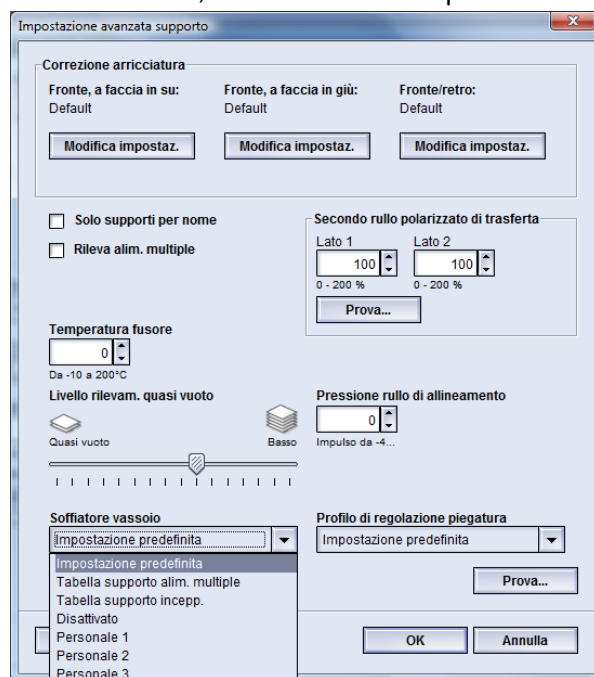 Impostazione avanzata supporto
Correzione arricciatura
Fronte, a faccia in su:
Default
Modifica impostaz.
Fronte, a faccia in giù:
Default
Modifica impostaz.
Fronte/retro:
Default
Modifica impostaz.
Solo supporti per nome
Rileva alim. multiple
Secondo rullo polarizzato di trasferta
Lato 1
100
0 - 200 %
Lato 2
100
0 - 200 %
Prova...
Temperatura fusore
0
Da -10 a 200°C
Livello rilevam. quasi vuoto
Quasi vuoto
Basso
Pressione rullo di allineamento
0
Impulso da -4...
Soffiatore vassoio
Impostazione predefinita
Impostazione predefinita
Tabella supporto alim. multiple
Tabella supporto incepp.
Disattivato
Personale 1
Personale 2
Personale 3
Profilo di regolazione piegatura
Impostazione predefinita
Prova...
OK
Annulla